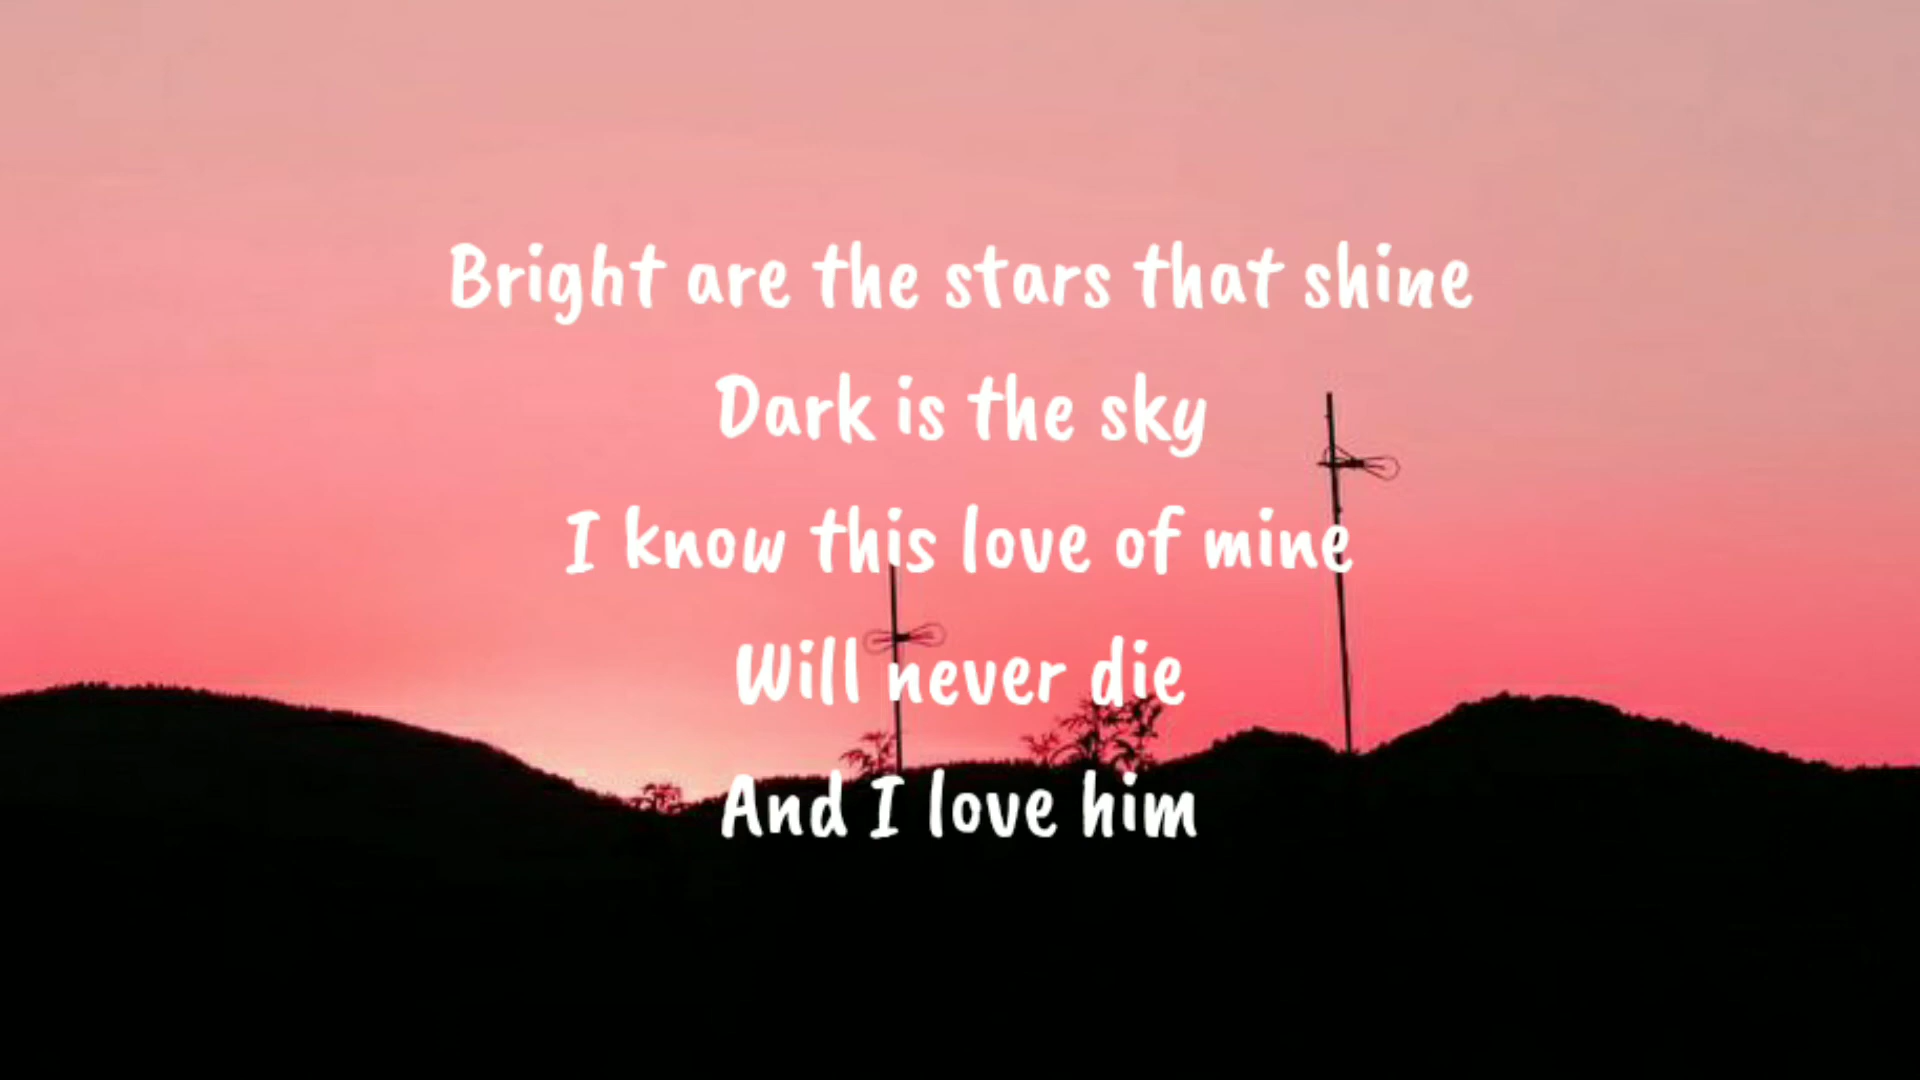 Bright are the stars that shine
Dark is the sky
I know this love of mine
Will never die
And I love him